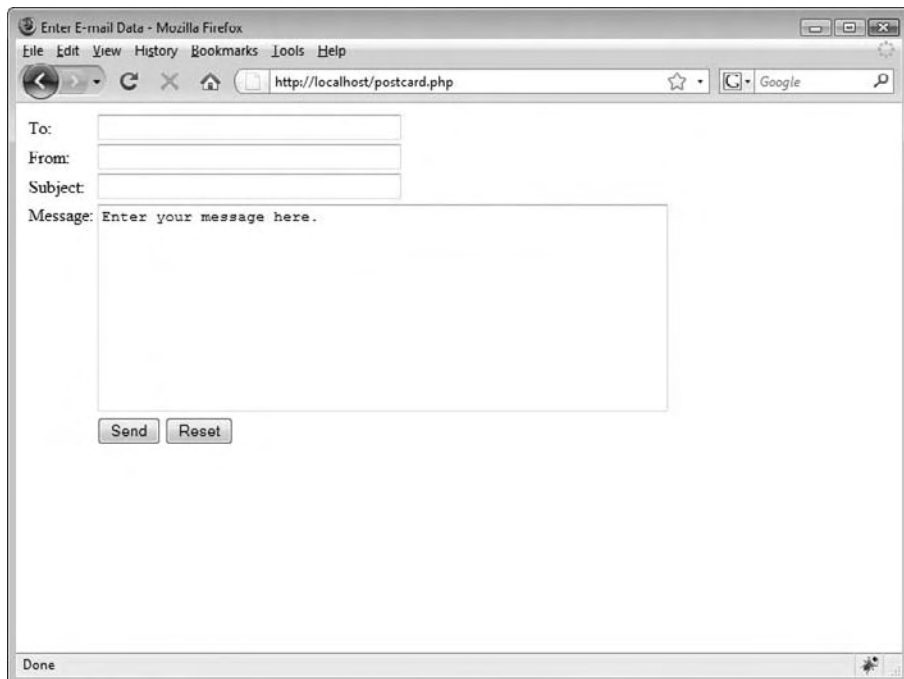 Enter E-mail Data - Mozilla Firefox
File Edit View History Bookmarks Tools Help
http://localhost/postcard.php
G Google
To:
From:
Subject:
Message: Enter your message here.
Send Reset
Done